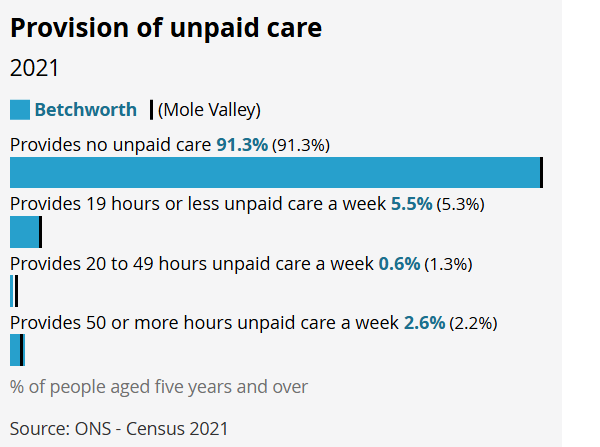 Provision of unpaid care
2021
Betchworth (Mole Valley)
Provides no unpaid care 91.3% (91.3%)
Provides 19 hours or less unpaid care a week 5.5% (5.3%)
Provides 20 to 49 hours unpaid care a week 0.6% (1.3%)
Provides 50 or more hours unpaid care a week 2.6% (2.2%)
% of people aged five years and over
Source: ONS - Census 2021